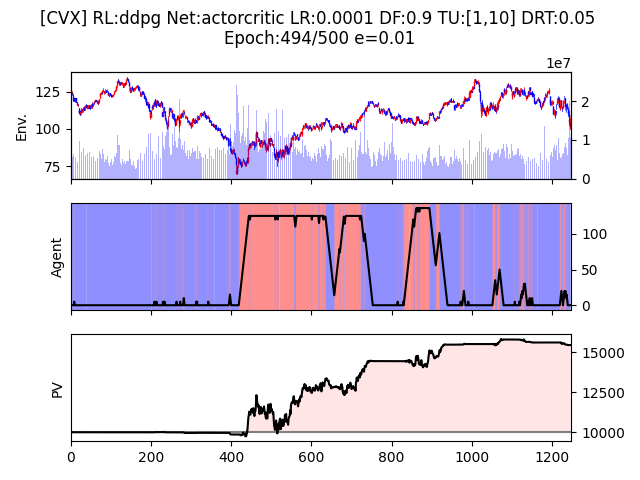 [CVX] RL:ddpg Net:actorcritic LR:0.0001 DF:0.9 TU:[1,10] DRT:0.05
Epoch:494/500 e=0.01
1e7
125
100
75
Env.
2
1
0
Agent
100
50
0
PV
15000
12500
10000
0 200 400 600 800 1000 1200